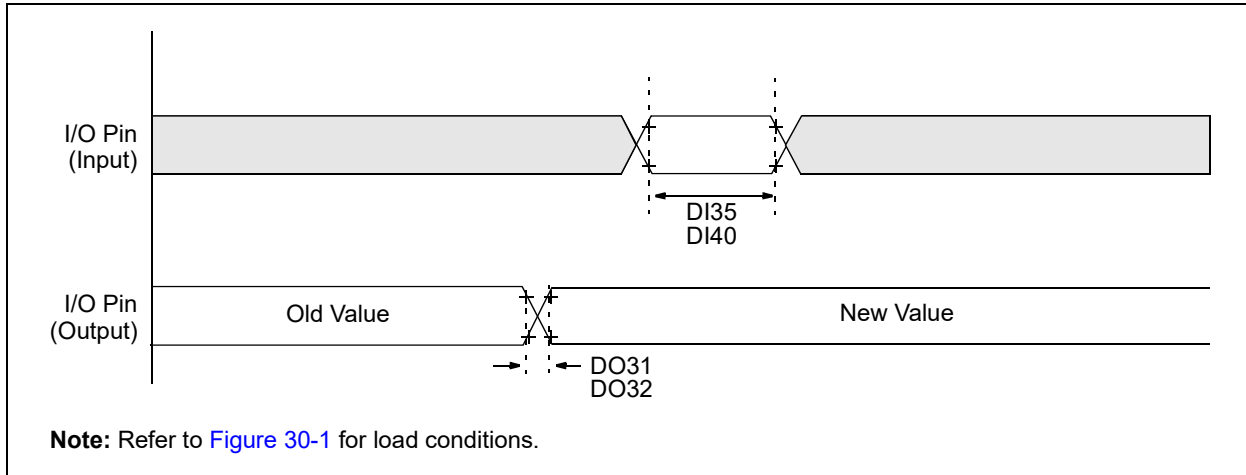 I/O Pin
(Input)
DI35
DI40
I/O Pin
(Output)
Old Value
New Value
DO31
DO32
Note: Refer to Figure 30-1 for load conditions.